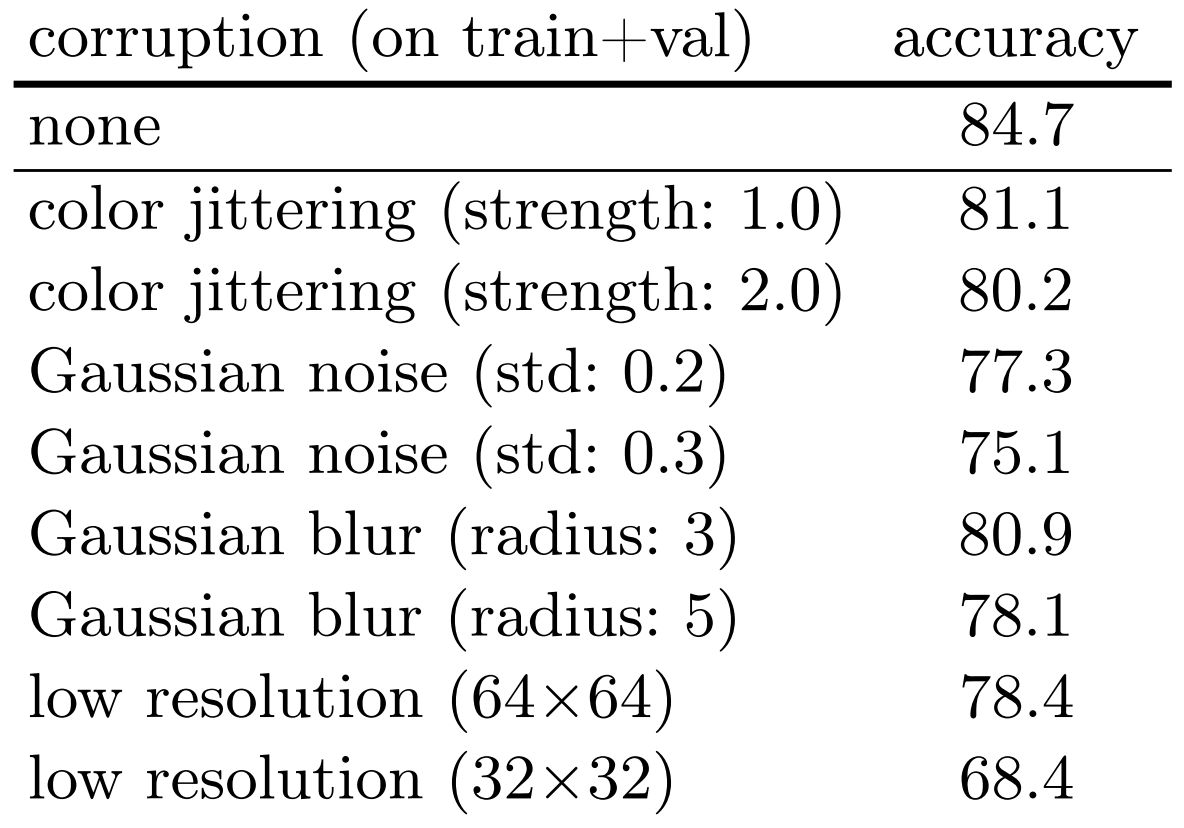 corruption (on train+val) accuracy
none 84.7
color jittering (strength: 1.0) 81.1
color jittering (strength: 2.0) 80.2
Gaussian noise (std: 0.2) 77.3
Gaussian noise (std: 0.3) 75.1
Gaussian blur (radius: 3) 80.9
Gaussian blur (radius: 5) 78.1
low resolution (64×64) 78.4
low resolution (32×32) 68.4